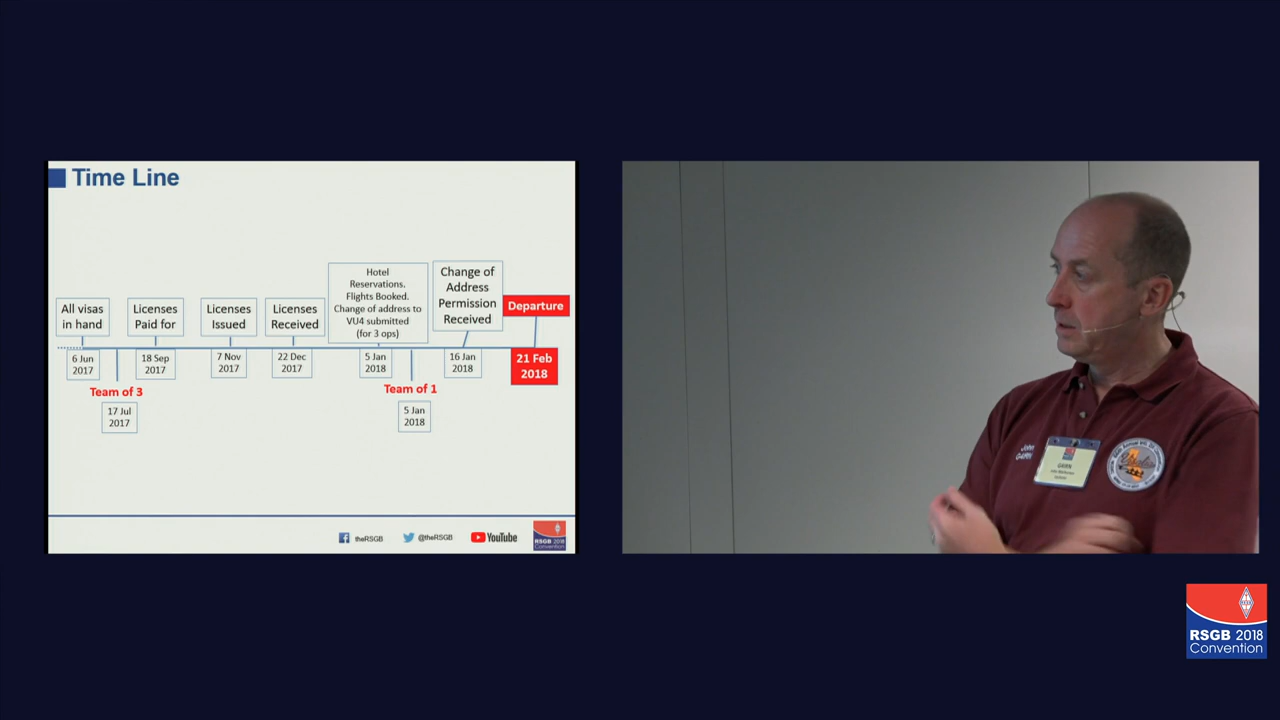 Time Line
All visas
in hand
Licenses
Paid for
Licenses
Issued
Licenses
Received
Hotel
Reservations.
Flights Booked.
Change of address to
VU4 submitted
(for 3 ops)
Change of
Address
Permission
Received
Departure
6 Jun
2017
18 Sep
2017
7 Nov
2017
22 Dec
2017
5 Jan
2018
16 Jan
2018
21 Feb
2018
Team of 3
17 Jul
2017
Team of 1
5 Jan
2018
theRSGB
@theRSGB
YouTube
RSGB 2018
Convention
John
RSGB 2018
Convention